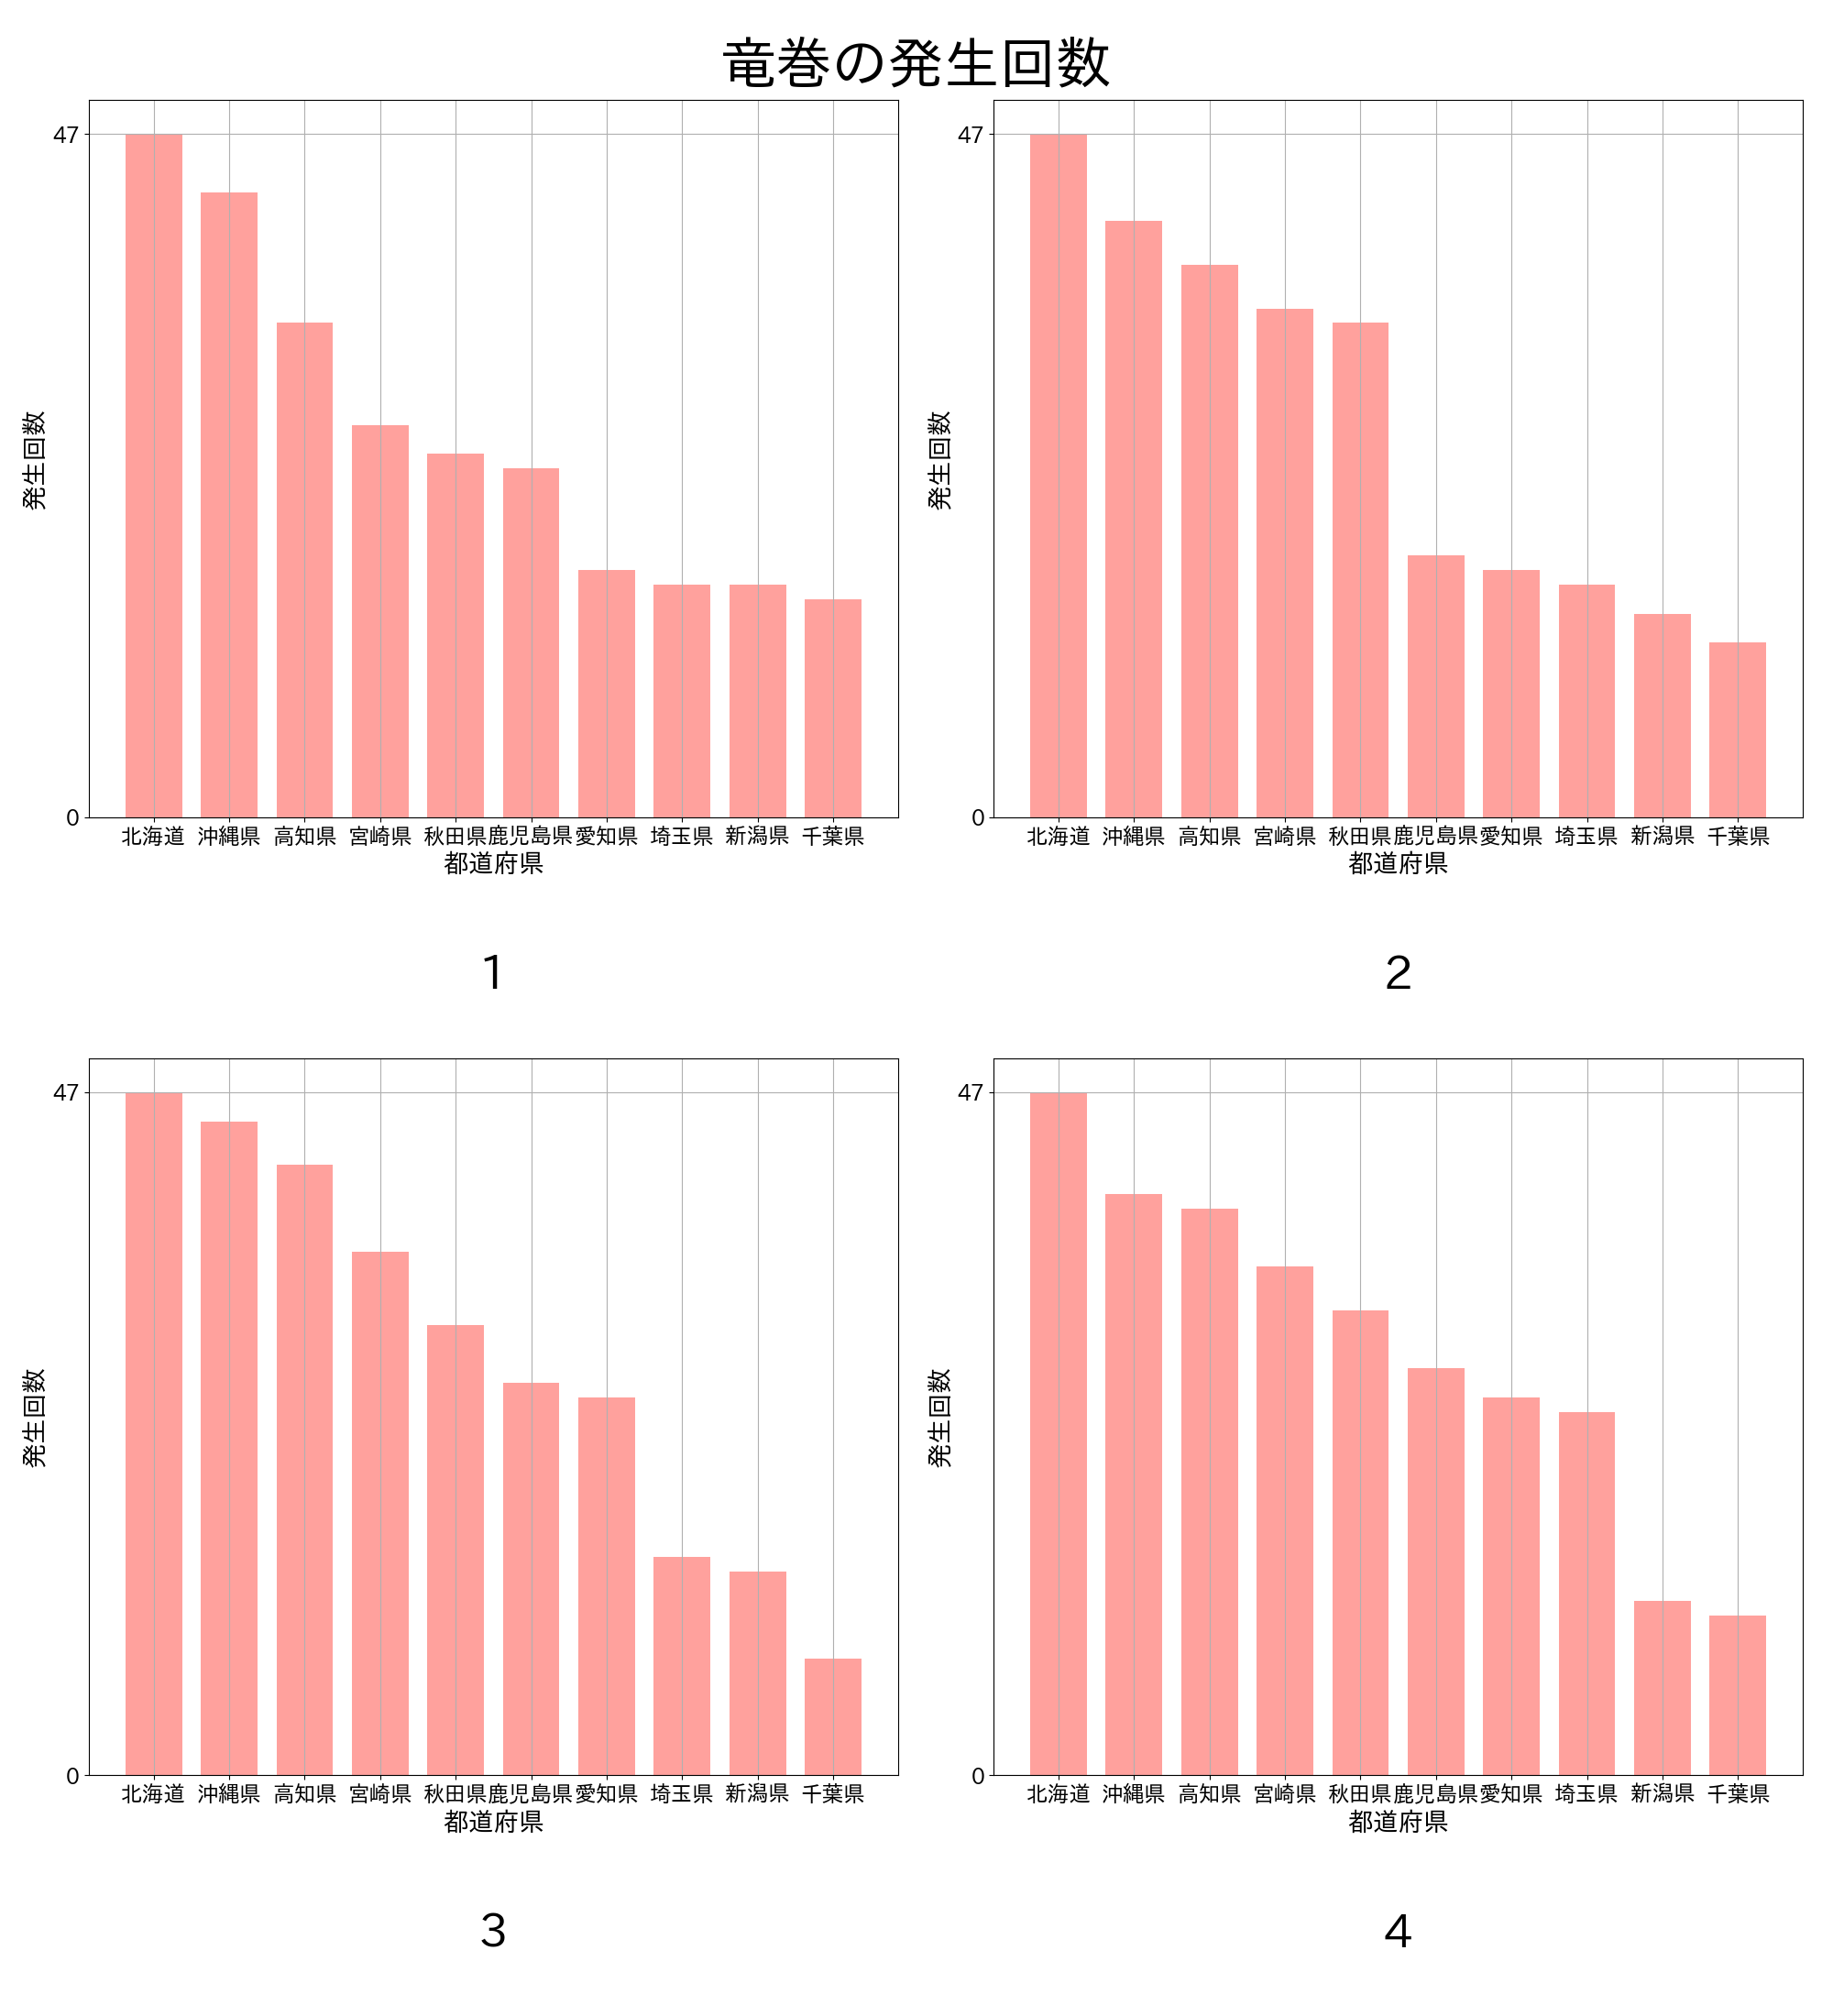 竜巻の発生回数
47
0
発生回数
北海道 沖縄県 高知県 宮崎県 秋田県 鹿児島県 愛知県 埼玉県 新潟県 千葉県
都道府県
1
47
0
発生回数
北海道 沖縄県 高知県 宮崎県 秋田県 鹿児島県 愛知県 埼玉県 新潟県 千葉県
都道府県
2
47
0
発生回数
北海道 沖縄県 高知県 宮崎県 秋田県 鹿児島県 愛知県 埼玉県 新潟県 千葉県
都道府県
3
47
0
発生回数
北海道 沖縄県 高知県 宮崎県 秋田県 鹿児島県 愛知県 埼玉県 新潟県 千葉県
都道府県
4